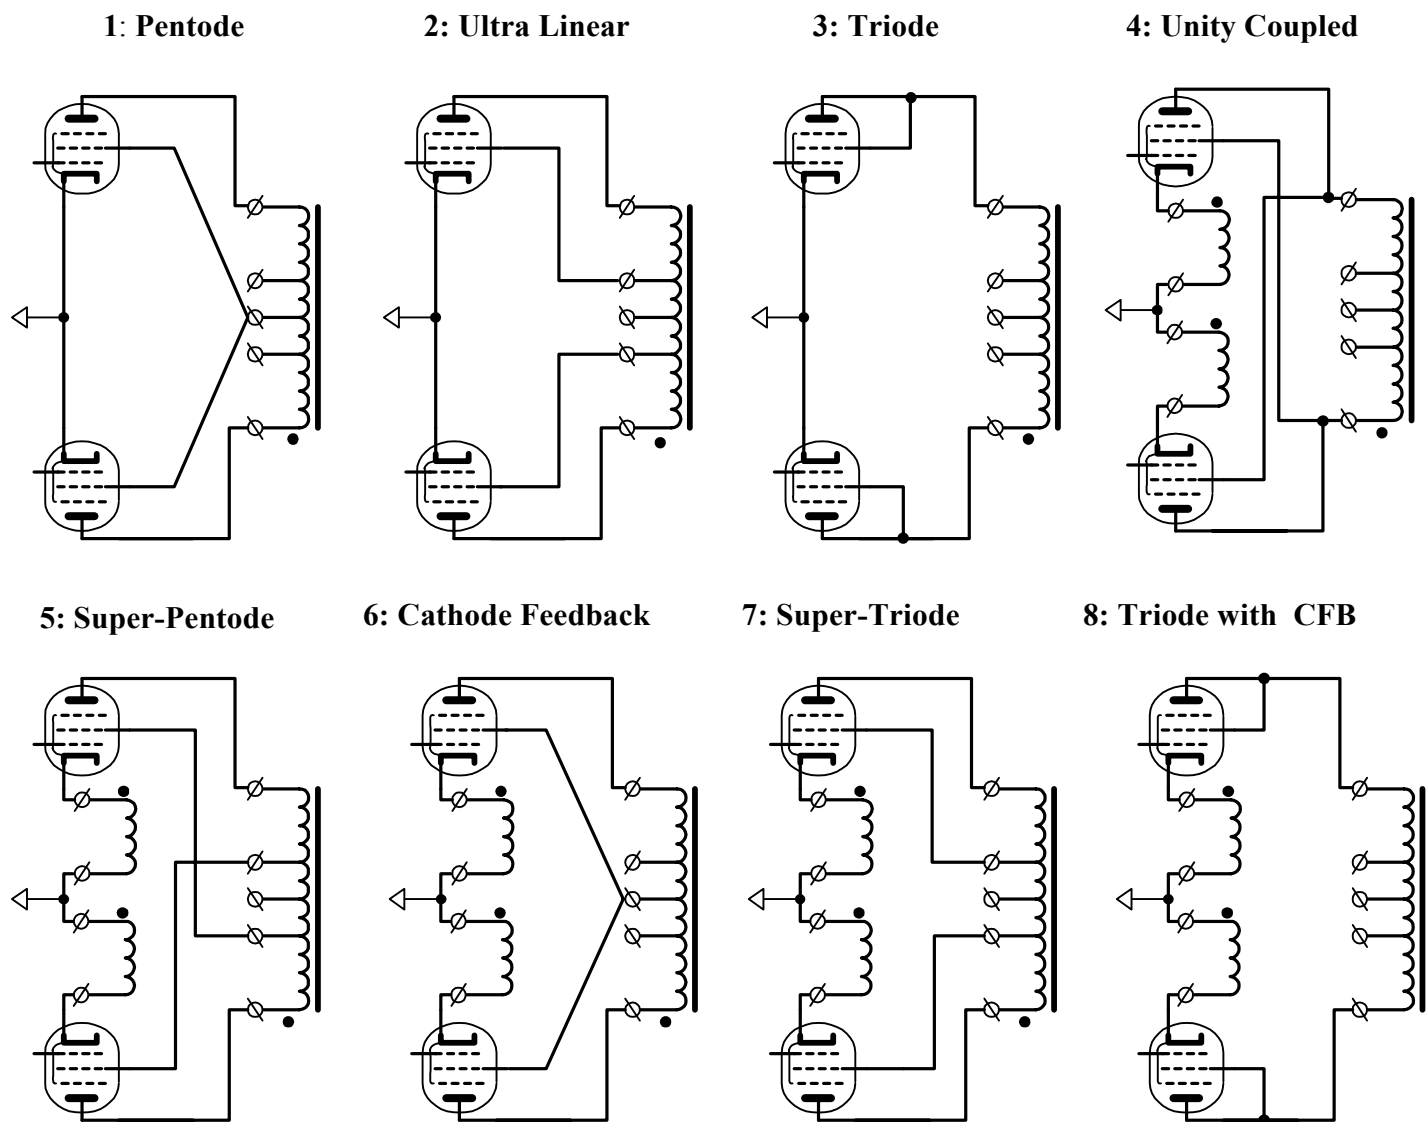 1: Pentode
2: Ultra Linear
3: Triode
4: Unity Coupled
5: Super-Pentode
6: Cathode Feedback
7: Super-Triode
8: Triode with CFB